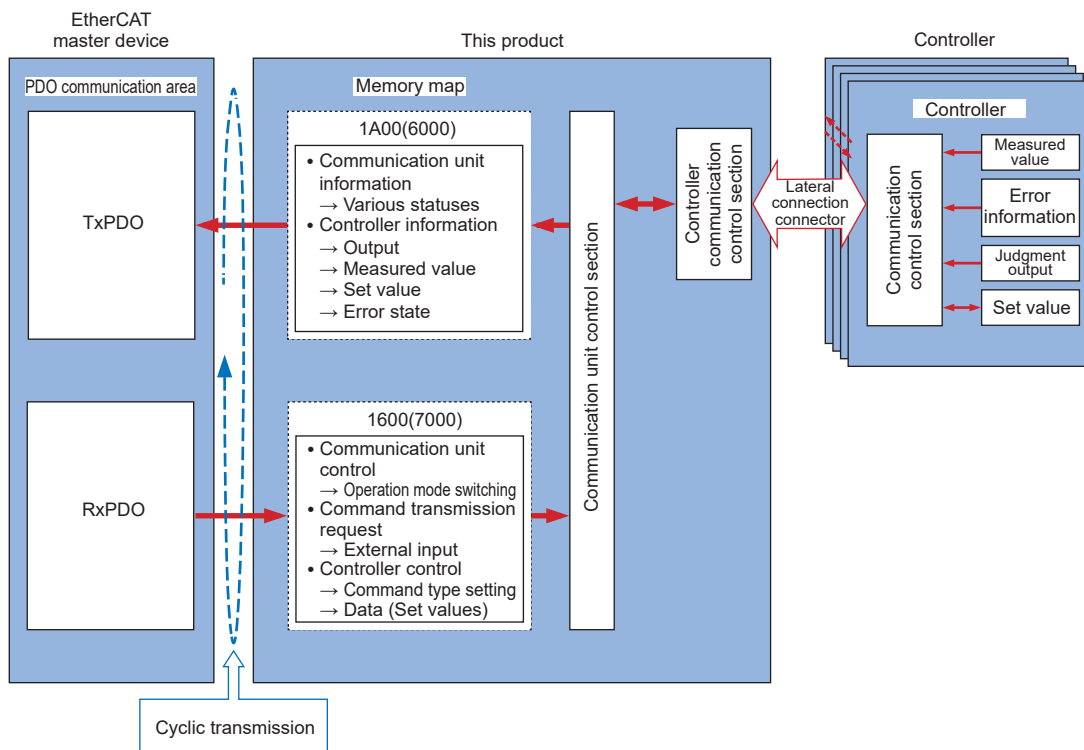 EtherCAT
master device
This product
Controller
PDO communication area
Memory map
Controller
TxPDO
1A00(6000)
• Communication unit
information
→ Various statuses
• Controller information
→ Output
→ Measured value
→ Set value
→ Error state
RxPDO
1600(7000)
• Communication unit
control
→ Operation mode switching
• Command transmission
request
→ External input
• Controller control
→ Command type setting
→ Data (Set values)
Communication unit control section
Controller
communication
control section
Lateral
connection
connector
Communication
control section
Measured
value
Error
information
Judgment
output
Set value
Cyclic transmission